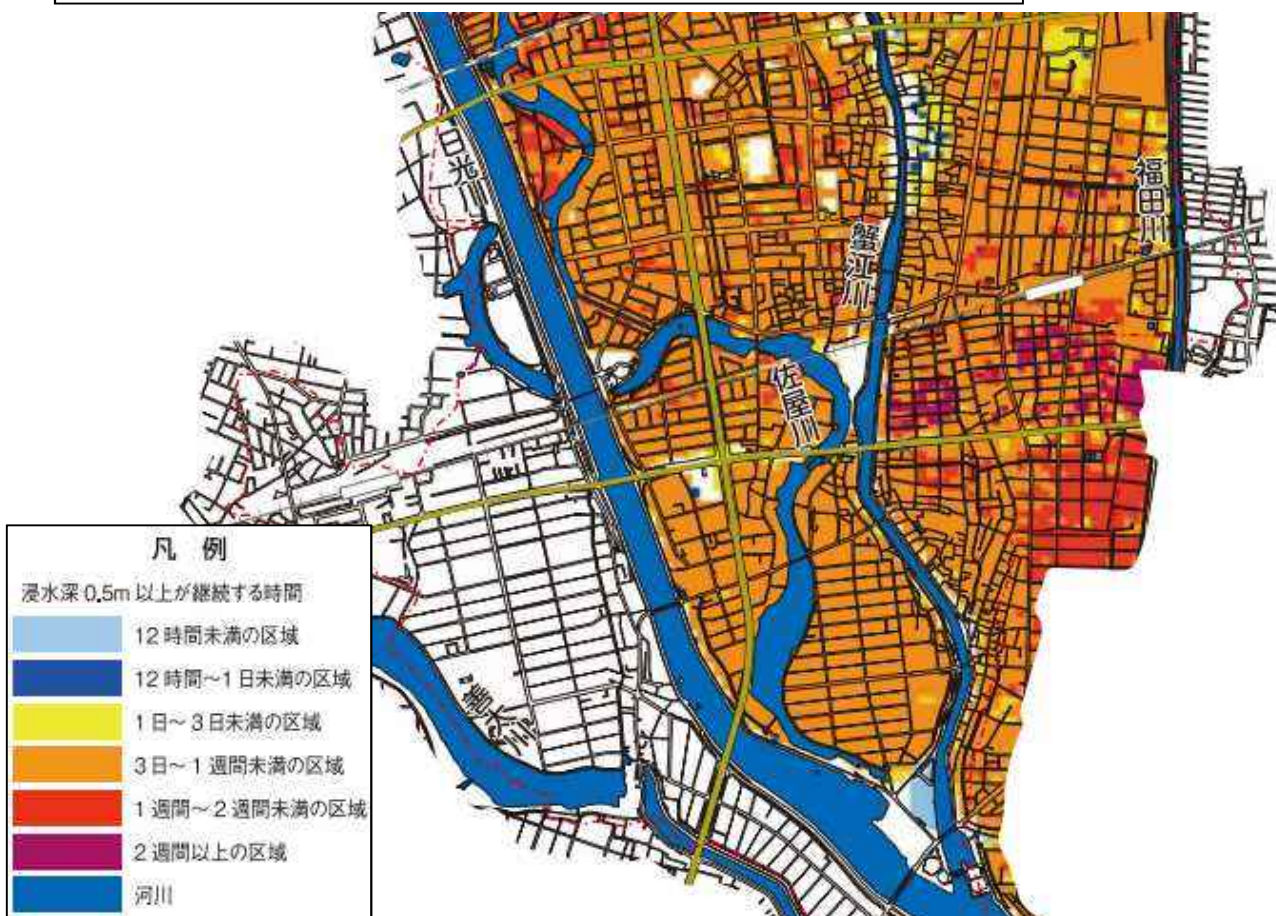 日光川
蟹江川
福田川
佐屋川
善太川
凡 例
浸水深 0.5m 以上が継続する時間
12 時間未満の区域
12 時間～1 日未満の区域
1 日～3 日未満の区域
3 日～1 週間未満の区域
1 週間～2 週間未満の区域
2 週間以上の区域
河川